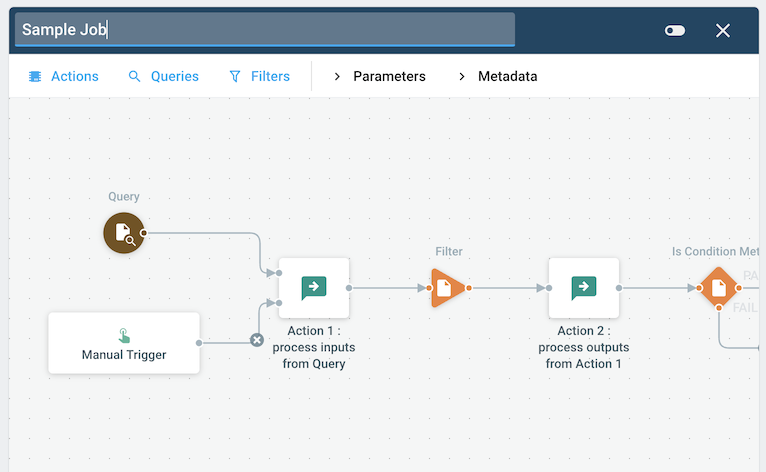 Sample Job
Actions Queries Filters Parameters Metadata
Query
Filter
Is Condition Met
PA
FAIL
Manual Trigger
Action 1 :
process inputs
from Query
Action 2 :
process outputs
from Action 1